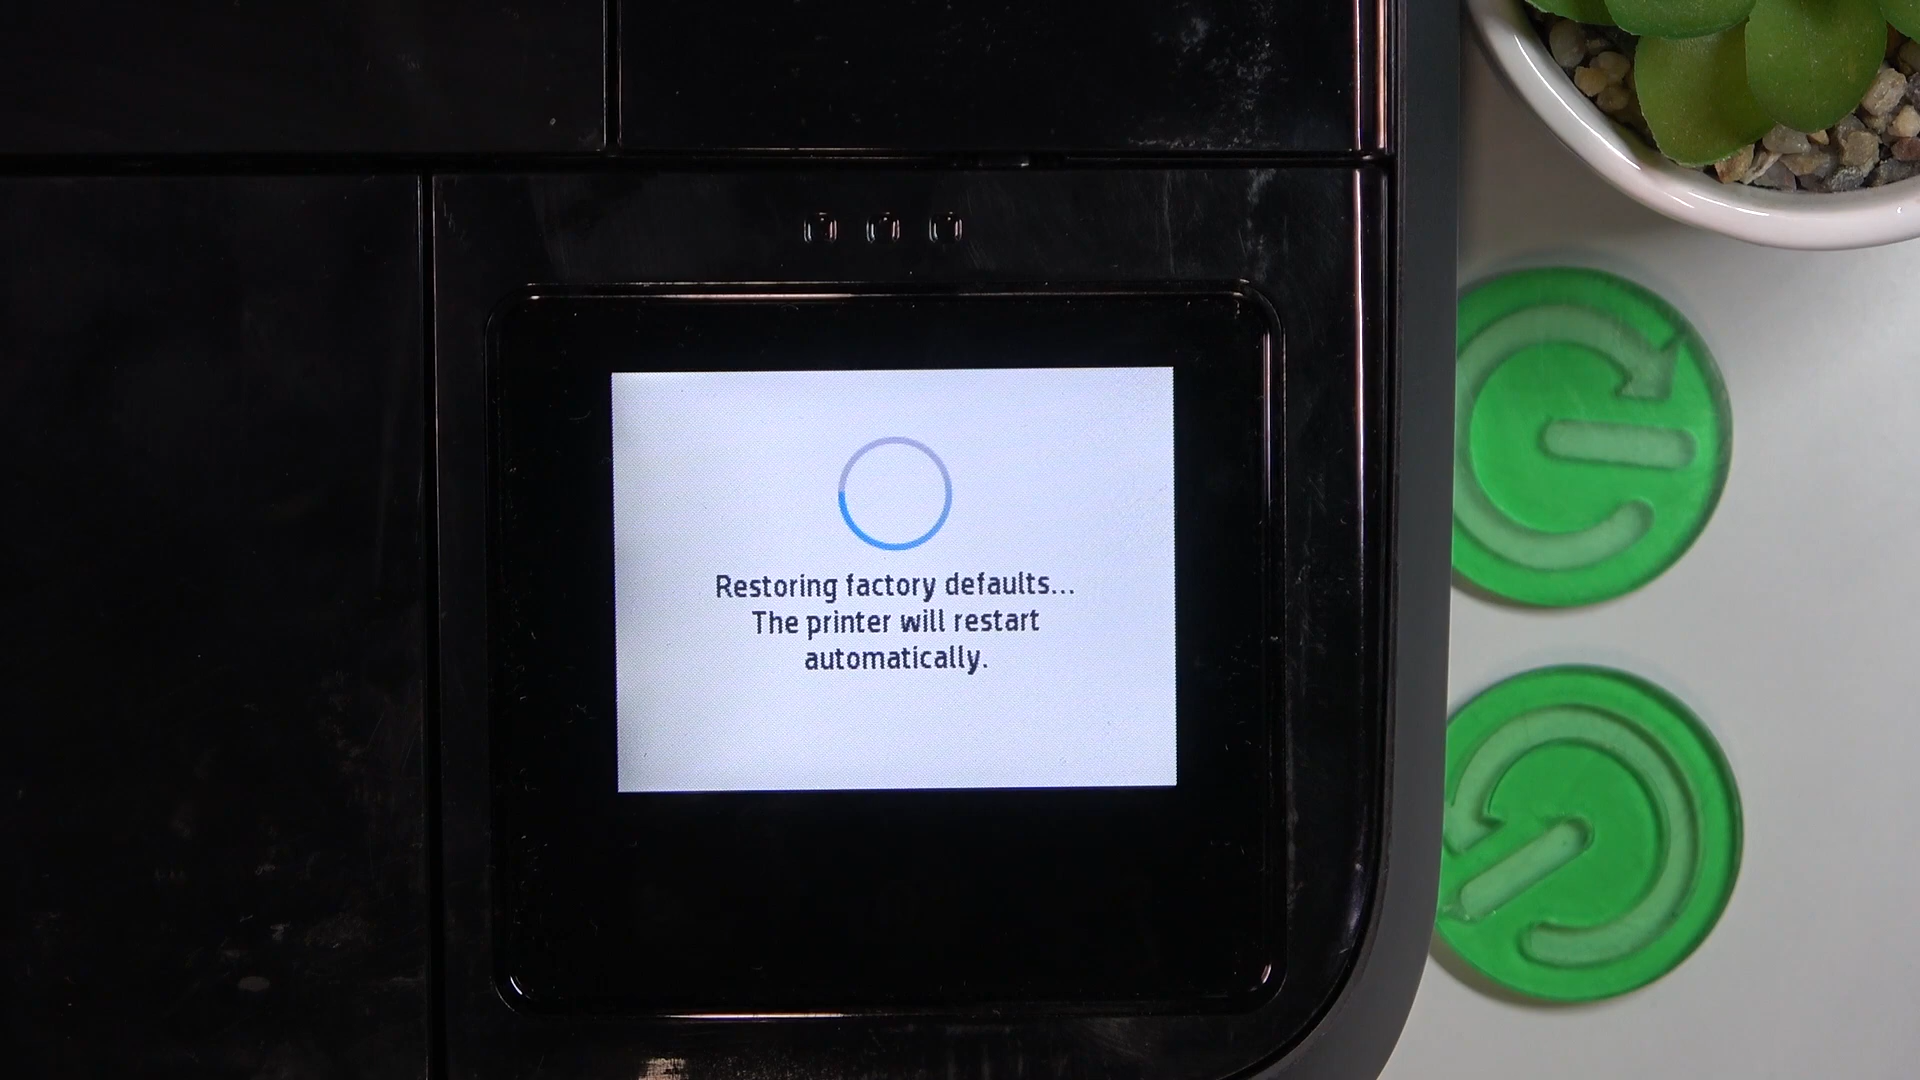 Restoring factory defaults...
The printer will restart
automatically.